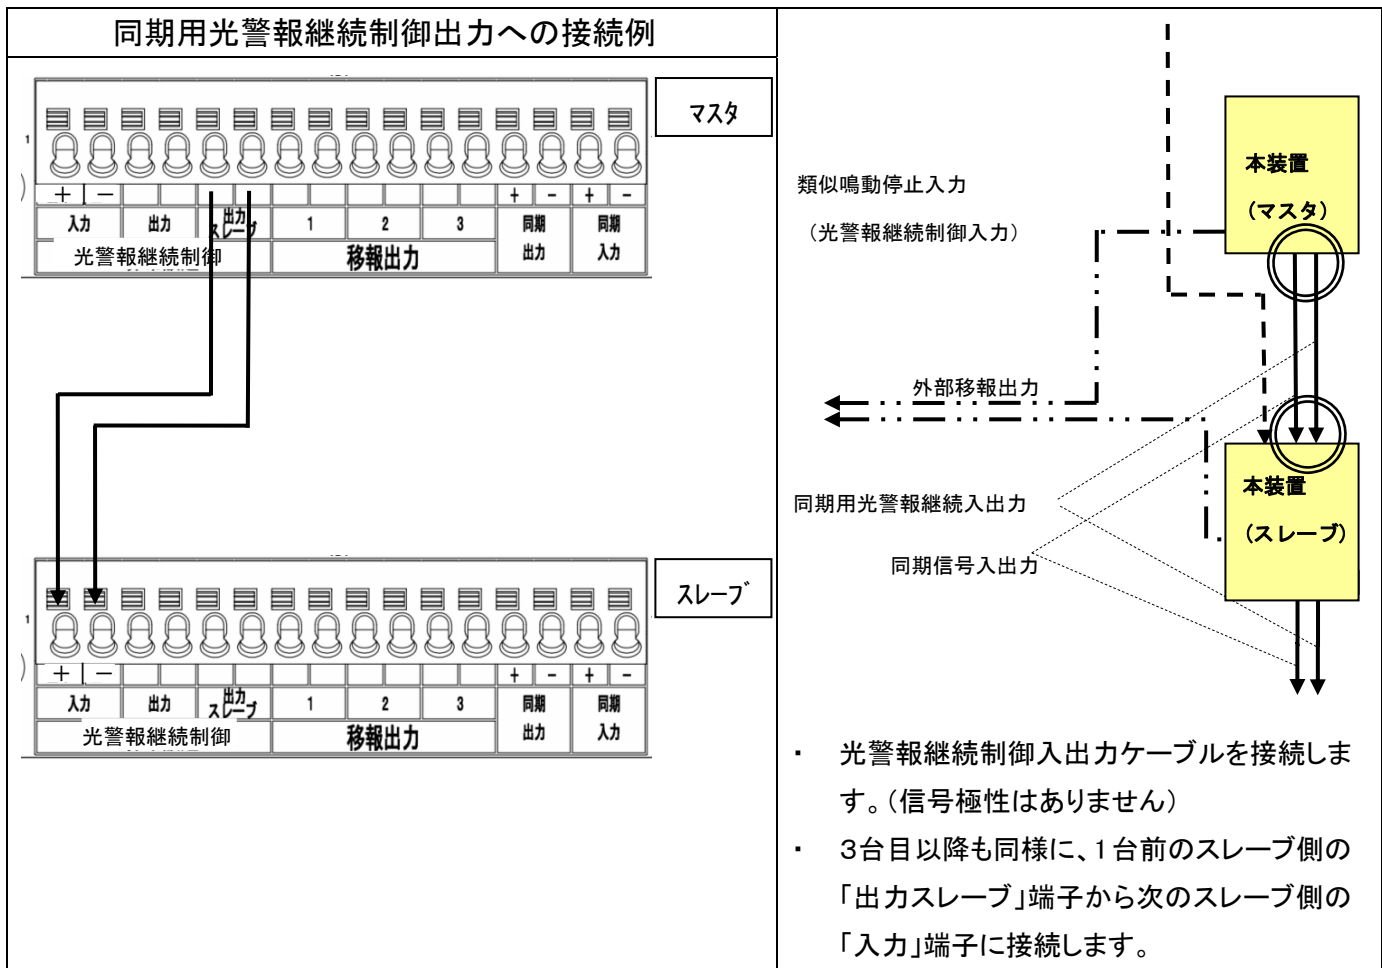 同期用光警報継続制御出力への接続例
マスタ
1
＋ － + - + -
入力 出力 出力スレーブ 1 2 3 同期出力 同期入力
光警報継続制御 移報出力
スレーブ
1
＋ － + - + -
入力 出力 出力スレーブ 1 2 3 同期出力 同期入力
光警報継続制御 移報出力
類似鳴動停止入力
（光警報継続制御入力）
本装置
（マスタ）
外部移報出力
同期用光警報継続入出力
同期信号入出力
本装置
（スレーブ）
・ 光警報継続制御入出力ケーブルを接続しま
す。（信号極性はありません）
・ ３台目以降も同様に、１台前のスレーブ側の
「出力スレーブ」端子から次のスレーブ側の
「入力」端子に接続します。